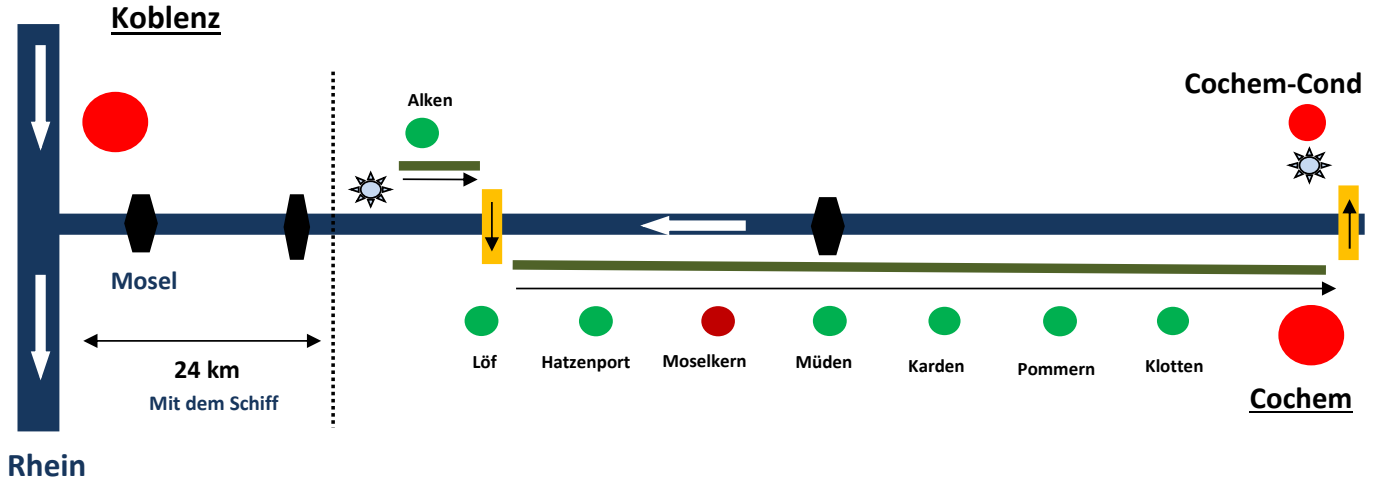 Koblenz
Cochem-Cond
Alken
Mosel
Löf
Hatzenport
Moselkern
Müden
Karden
Pommern
Klotten
24 km
Mit dem Schiff
Cochem
Rhein